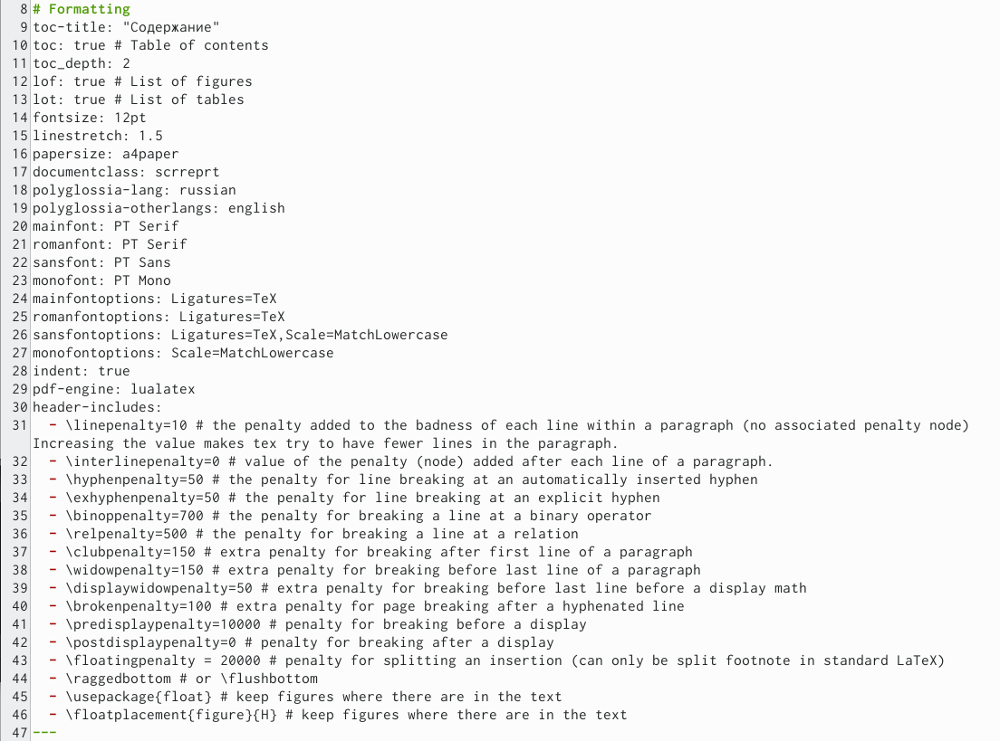 8 # Formatting
9 toc-title: "Содержание"
10 toc: true # Table of contents
11 toc_depth: 2
12 lof: true # List of figures
13 lot: true # List of tables
14 fontsize: 12pt
15 linestretch: 1.5
16 papersize: a4paper
17 documentclass: scrreprt
18 polyglossia-lang: russian
19 polyglossia-otherlangs: english
20 mainfont: PT Serif
21 romanfont: PT Serif
22 sansfont: PT Sans
23 monofont: PT Mono
24 mainfontoptions: Ligatures=TeX
25 romanfontoptions: Ligatures=TeX
26 sansfontoptions: Ligatures=TeX,Scale=MatchLowercase
27 monofontoptions: Scale=MatchLowercase
28 indent: true
29 pdf-engine: lualatex
30 header-includes:
31   - \linepenalty=10 # the penalty added to the badness of each line within a paragraph (no associated penalty node)
Increasing the value makes tex try to have fewer lines in the paragraph.
32   - \interlinepenalty=0 # value of the penalty (node) added after each line of a paragraph.
33   - \hyphenpenalty=50 # the penalty for line breaking at an automatically inserted hyphen
34   - \exhyphenpenalty=50 # the penalty for line breaking at an explicit hyphen
35   - \binoppenalty=700 # the penalty for breaking a line at a binary operator
36   - \relpenalty=500 # the penalty for breaking a line at a relation
37   - \clubpenalty=150 # extra penalty for breaking after first line of a paragraph
38   - \widowpenalty=150 # extra penalty for breaking before last line of a paragraph
39   - \displaywidowpenalty=50 # extra penalty for breaking before last line before a display math
40   - \brokenpenalty=100 # extra penalty for page breaking after a hyphenated line
41   - \predisplaypenalty=10000 # penalty for breaking before a display
42   - \postdisplaypenalty=0 # penalty for breaking after a display
43   - \floatingpenalty = 20000 # penalty for splitting an insertion (can only be split footnote in standard LaTeX)
44   - \raggedbottom # or \flushbottom
45   - \usepackage{float} # keep figures where there are in the text
46   - \floatplacement{figure}{H} # keep figures where there are in the text
47 ---